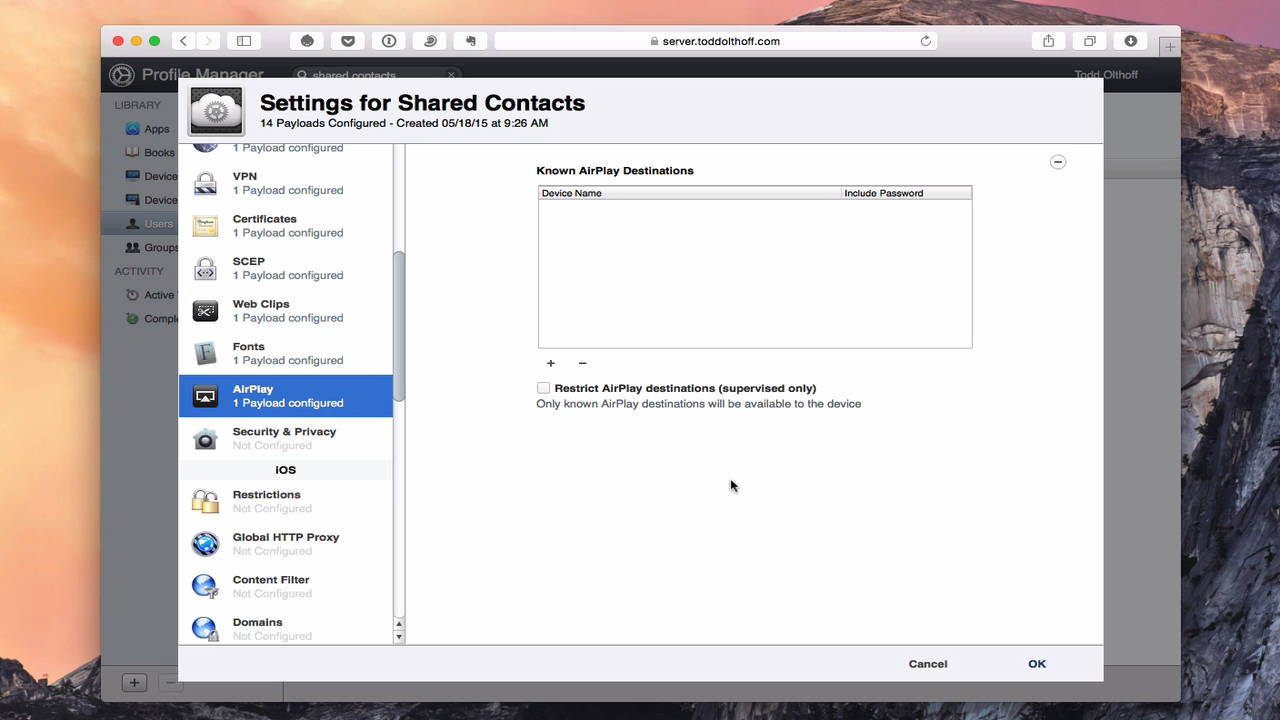 server.toddolthoff.com
Profile Manager
shared contacts
Todd Olthoff
LIBRARY
Apps
Books
Device
Device
Users
Groups
ACTIVITY
Active
Comple
Settings for Shared Contacts
14 Payloads Configured - Created 05/18/15 at 9:26 AM
1 Payload configured
VPN
1 Payload configured
Certificates
1 Payload configured
SCEP
1 Payload configured
Web Clips
1 Payload configured
Fonts
1 Payload configured
AirPlay
1 Payload configured
Security & Privacy
Not Configured
iOS
Restrictions
Not Configured
Global HTTP Proxy
Not Configured
Content Filter
Not Configured
Domains
Not Configured
Known AirPlay Destinations
Device Name Include Password
Restrict AirPlay destinations (supervised only)
Only known AirPlay destinations will be available to the device
Cancel OK